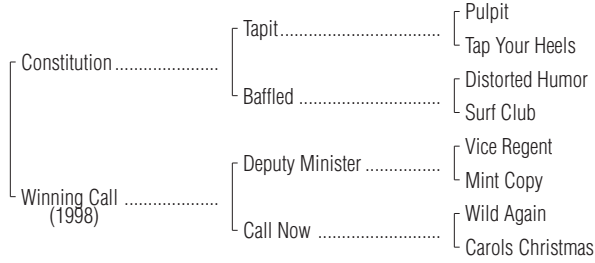 Pulpit
Tapit
Tap Your Heels
Constitution
Distorted Humor
Baffled
Surf Club
Vice Regent
Deputy Minister
Mint Copy
Winning Call
(1998)
Wild Again
Call Now
Carols Christmas